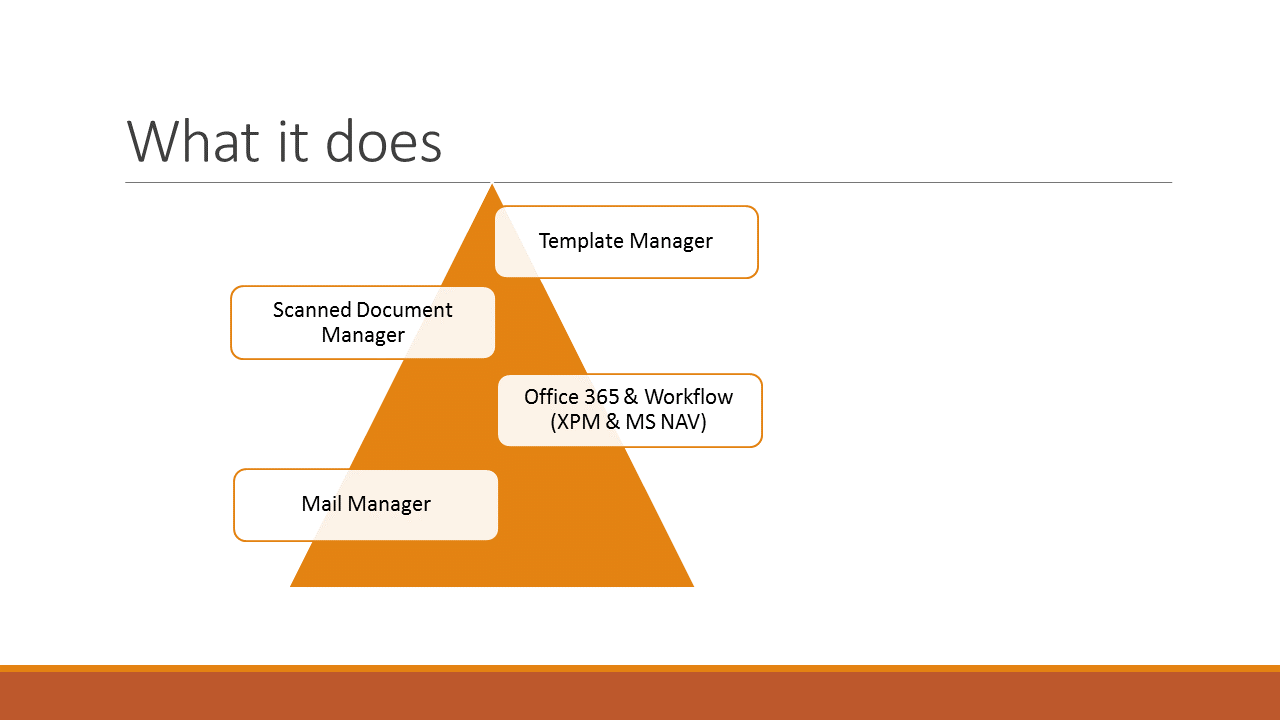 What it does
Template Manager
Scanned Document
Manager
Office 365 & Workflow
(XPM & MS NAV)
Mail Manager